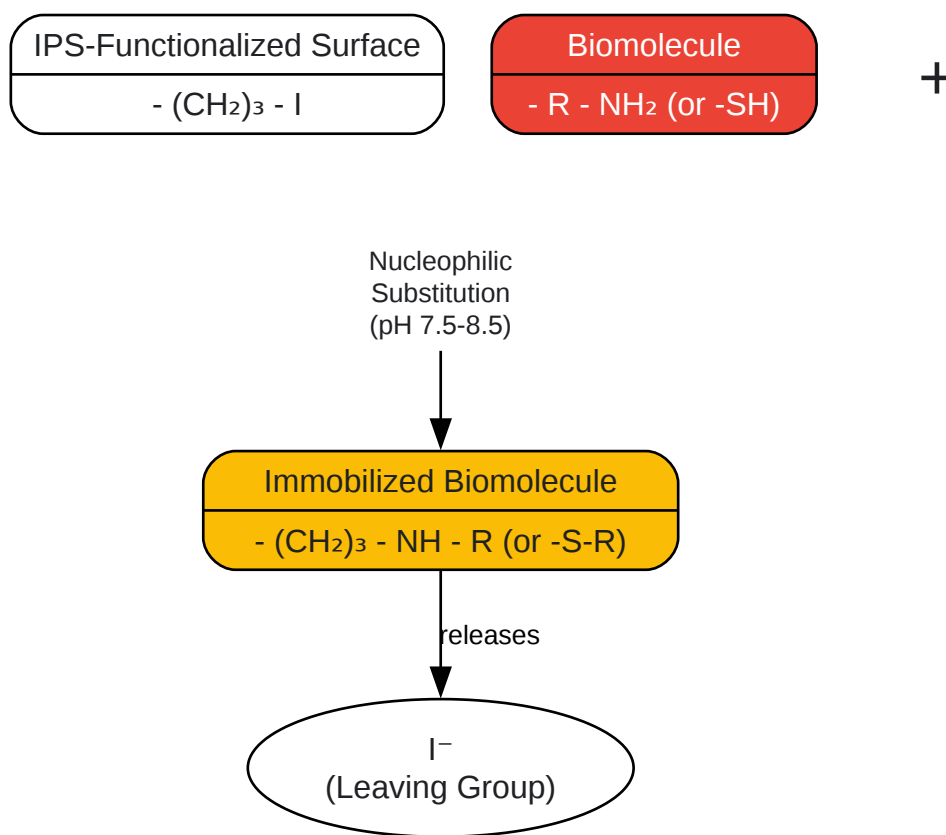 IPS-Functionalized Surface
- (CH₂)₃ - I
Biomolecule
- R - NH₂ (or -SH)
+
Nucleophilic
Substitution
(pH 7.5-8.5)
Immobilized Biomolecule
- (CH₂)₃ - NH - R (or -S-R)
releases
I⁻
(Leaving Group)